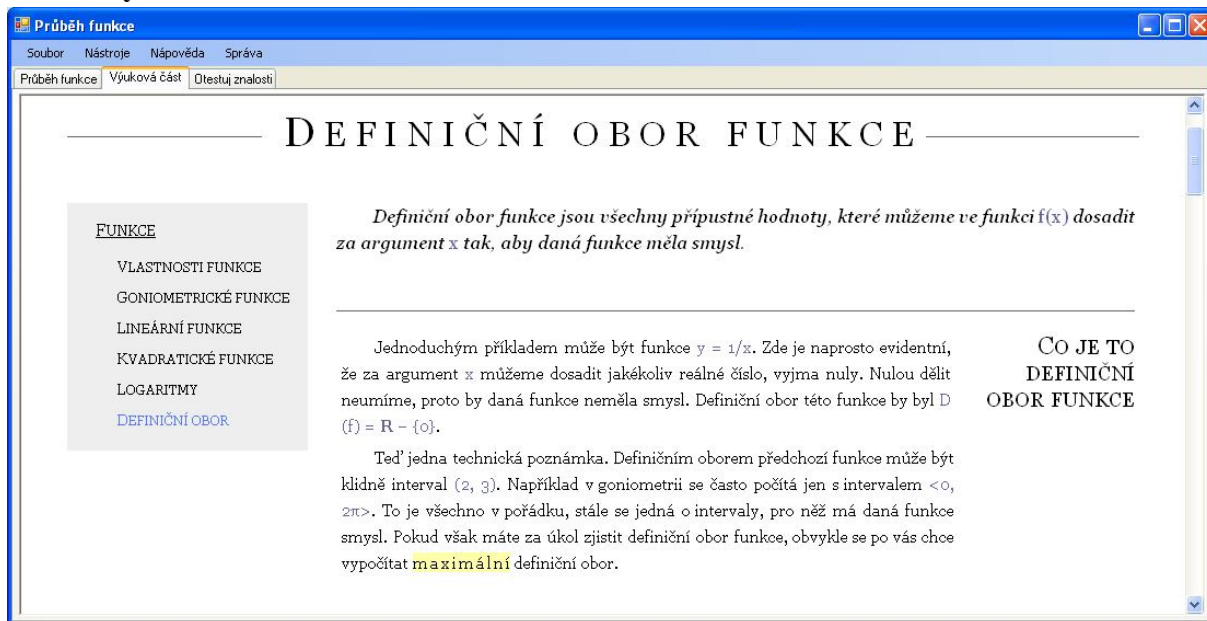 Průběh funkce
Soubor Nástroje Nápověda Správa
Průběh funkce Výuková část Otestuj znalosti
DEFINIČNÍ OBOR FUNKCE
FUNKCE
VLASTNOSTI FUNKCE
GONIOMETRICKÉ FUNKCE
LINEÁRNÍ FUNKCE
KVADRATICKÉ FUNKCE
LOGARITMY
DEFINIČNÍ OBOR
Definiční obor funkce jsou všechny přípustné hodnoty, které můžeme ve funkci f(x) dosadit
za argument x tak, aby daná funkce měla smysl.
Jednoduchým příkladem může být funkce y = 1/x. Zde je naprosto evidentní,
že za argument x můžeme dosadit jakékoliv reálné číslo, vyjma nuly. Nulou dělit
neumíme, proto by daná funkce neměla smysl. Definiční obor této funkce by byl D
(f) = R – {0}.
Teď jedna technická poznámka. Definičním oborem předchozí funkce může být
klidně interval (2, 3). Například v goniometrii se často počítá jen s intervalem <0,
2π>. To je všechno v pořádku, stále se jedná o intervaly, pro něž má daná funkce
smysl. Pokud však máte za úkol zjistit definiční obor funkce, obvykle se po vás chce
vypočítat maximální definiční obor.
CO JE TO
DEFINIČNÍ
OBOR FUNKCE